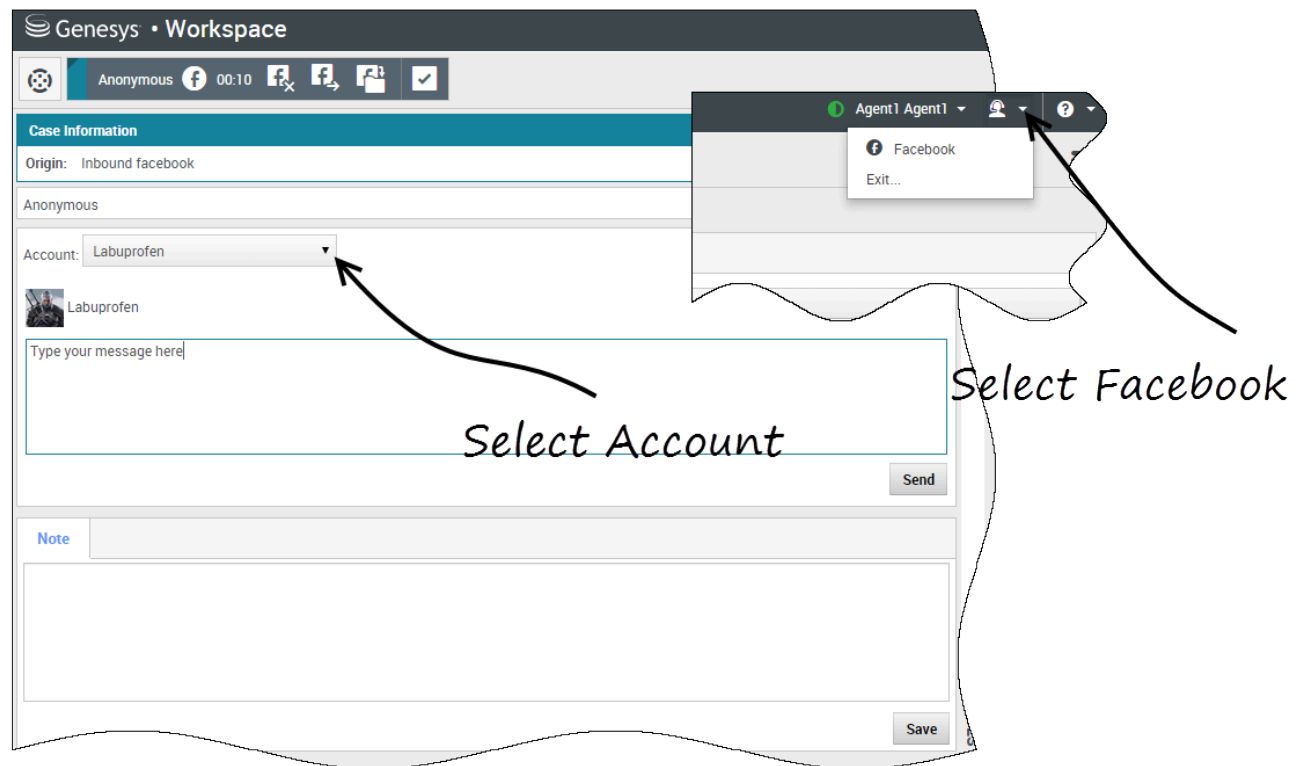 Genesys • Workspace
Anonymous 00:10
Agent1 Agent1
Facebook
Exit...
Case Information
Origin: Inbound facebook
Anonymous
Account: Labuprofen
Labuprofen
Type your message here
Select Facebook
Select Account
Send
Note
Save